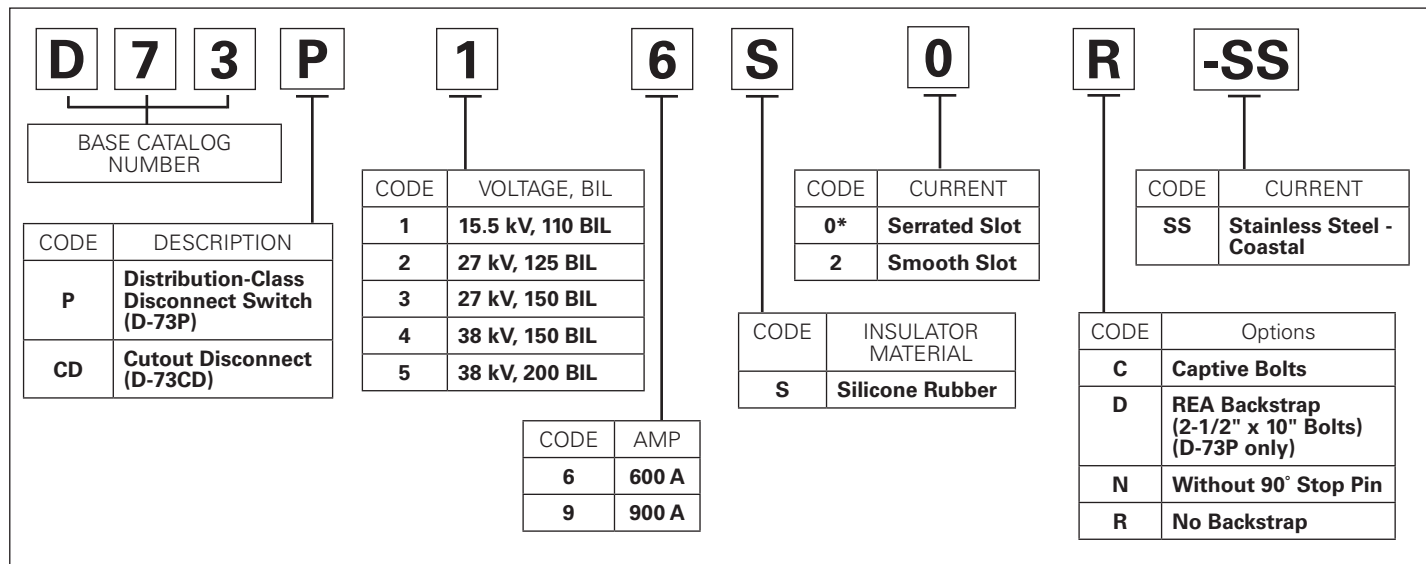 D 7 3 P 1 6 S 0 R -SS
BASE CATALOG
NUMBER
CODE DESCRIPTION
P Distribution-Class
Disconnect Switch
(D-73P)
CD Cutout Disconnect
(D-73CD)
CODE VOLTAGE, BIL
1 15.5 kV, 110 BIL
2 27 kV, 125 BIL
3 27 kV, 150 BIL
4 38 kV, 150 BIL
5 38 kV, 200 BIL
CODE AMP
6 600 A
9 900 A
CODE INSULATOR
MATERIAL
S Silicone Rubber
CODE CURRENT
0* Serrated Slot
2 Smooth Slot
CODE Options
C Captive Bolts
D REA Backstrap
(2-1/2" x 10" Bolts)
(D-73P only)
N Without 90˚ Stop Pin
R No Backstrap
CODE CURRENT
SS Stainless Steel -
Coastal